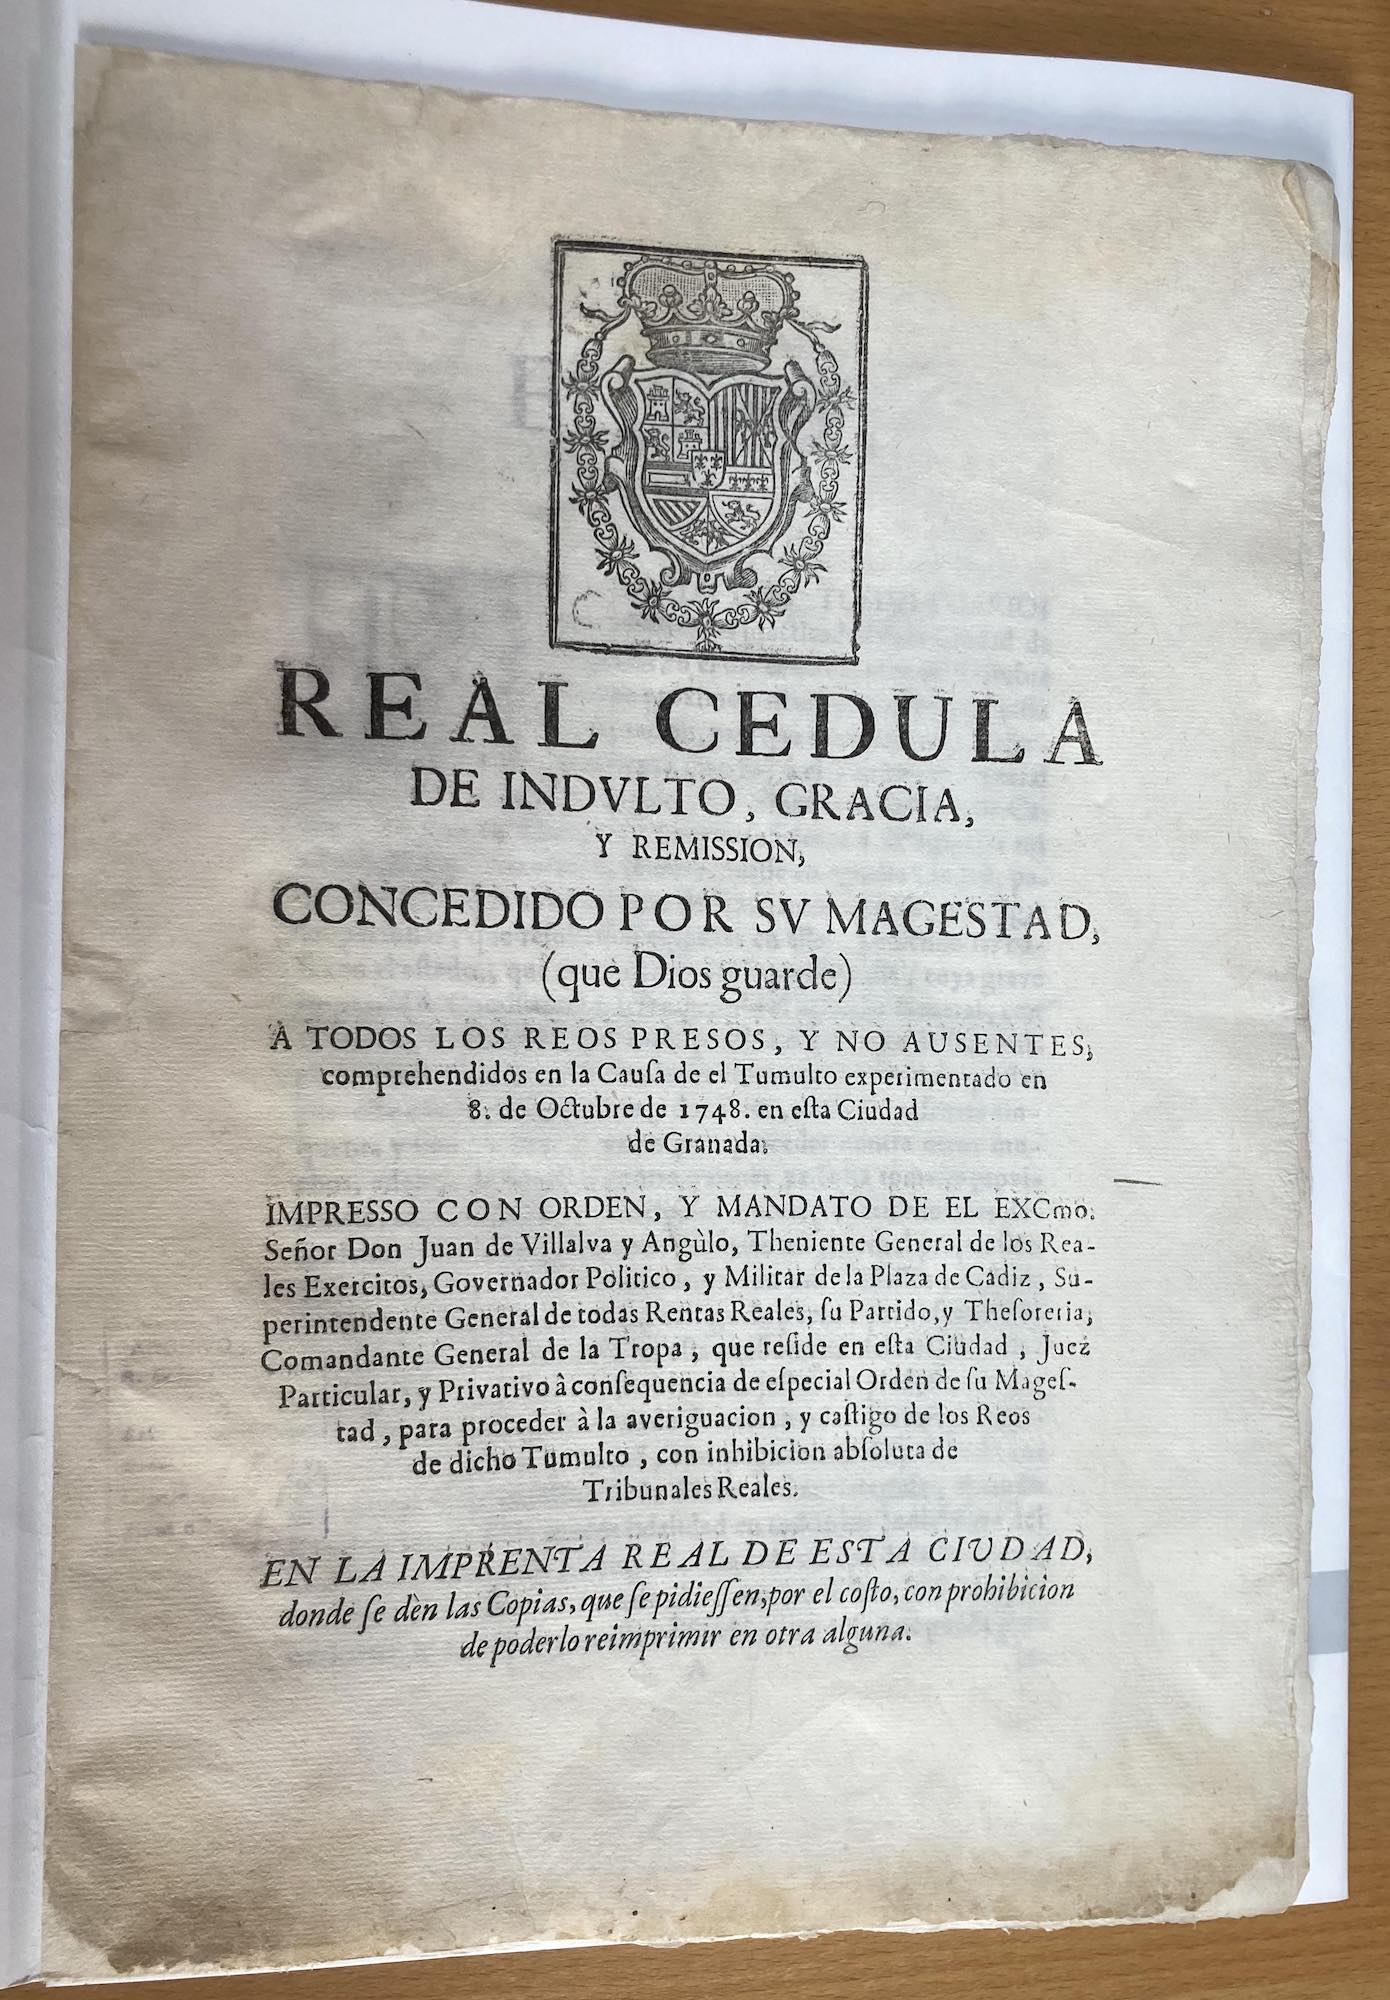 REAL CEDULA
DE INDVLTO, GRACIA,
Y REMISSION,
CONCEDIDO POR SV MAGESTAD,
(que Dios guarde)
A TODOS LOS REOS PRESOS, Y NO AUSENTES,
comprehendidos en la Cauſa de el Tumulto experimentado en
8. de Octubre de 1748. en eſta Ciudad
de Granada.
IMPRESSO CON ORDEN, Y MANDATO DE EL EXCmo.
Señor Don Juan de Villalva y Angùlo, Theniente General de los Rea-
les Exercitos, Governador Politico, y Militar de la Plaza de Cadiz, Su-
perintendente General de todas Rentas Reales, ſu Partido, y Theſoreria,
Comandante General de la Tropa, que reſide en eſta Ciudad, Juez
Particular, y Privativo â conſequencia de eſpecial Orden de ſu Mageſ-
tad, para proceder à la averiguacion, y caſtigo de los Reos
de dicho Tumulto, con inhibicion abſoluta de
Tribunales Reales.
EN LA IMPRENTA REAL DE ESTA CIUDAD,
donde ſe dèn las Copias, que ſe pidieſſen, por el coſto, con prohibicion
de poderlo reimprimir en otra alguna.